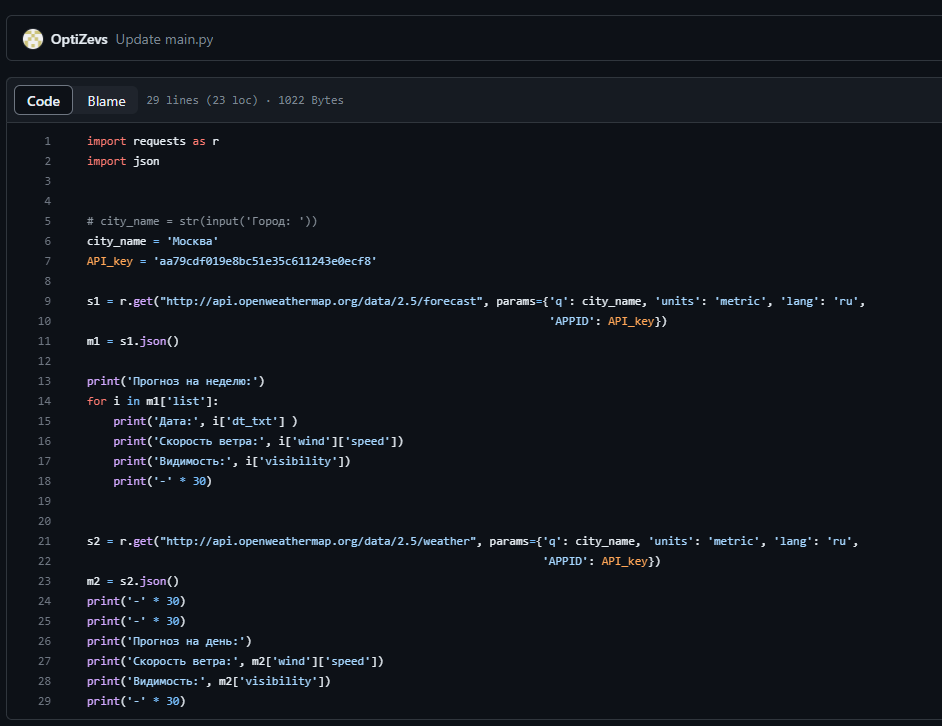 OptiZevs Update main.py
Code Blame 29 lines (23 loc) · 1022 Bytes
1 import requests as r
2 import json
3
4
5 # city_name = str(input('Город: '))
6 city_name = 'Москва'
7 API_key = 'aa79cdf019e8bc51e35c611243e0ecf8'
8
9 s1 = r.get("http://api.openweathermap.org/data/2.5/forecast", params={'q': city_name, 'units': 'metric', 'lang': 'ru',
10 'APPID': API_key})
11 m1 = s1.json()
12
13 print('Прогноз на неделю:')
14 for i in m1['list']:
15 print('Дата:', i['dt_txt'] )
16 print('Скорость ветра:', i['wind']['speed'])
17 print('Видимость:', i['visibility'])
18 print('-' * 30)
19
20
21 s2 = r.get("http://api.openweathermap.org/data/2.5/weather", params={'q': city_name, 'units': 'metric', 'lang': 'ru',
22 'APPID': API_key})
23 m2 = s2.json()
24 print('-' * 30)
25 print('-' * 30)
26 print('Прогноз на день:')
27 print('Скорость ветра:', m2['wind']['speed'])
28 print('Видимость:', m2['visibility'])
29 print('-' * 30)